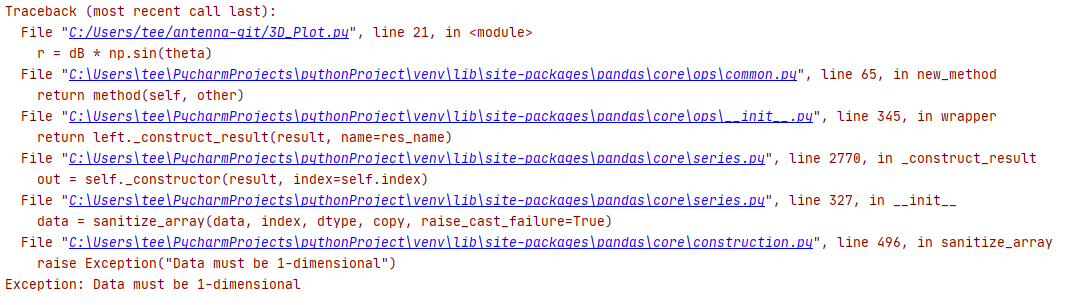 Traceback (most recent call last):
  File "C:/Users/tee/antenna-git/3D_Plot.py", line 21, in <module>
    r = dB * np.sin(theta)
  File "C:\Users\tee\PycharmProjects\pythonProject\venv\lib\site-packages\pandas\core\ops\common.py", line 65, in new_method
    return method(self, other)
  File "C:\Users\tee\PycharmProjects\pythonProject\venv\lib\site-packages\pandas\core\ops\__init__.py", line 345, in wrapper
    return left._construct_result(result, name=res_name)
  File "C:\Users\tee\PycharmProjects\pythonProject\venv\lib\site-packages\pandas\core\series.py", line 2770, in _construct_result
    out = self._constructor(result, index=self.index)
  File "C:\Users\tee\PycharmProjects\pythonProject\venv\lib\site-packages\pandas\core\series.py", line 327, in __init__
    data = sanitize_array(data, index, dtype, copy, raise_cast_failure=True)
  File "C:\Users\tee\PycharmProjects\pythonProject\venv\lib\site-packages\pandas\core\construction.py", line 496, in sanitize_array
    raise Exception("Data must be 1-dimensional")
Exception: Data must be 1-dimensional